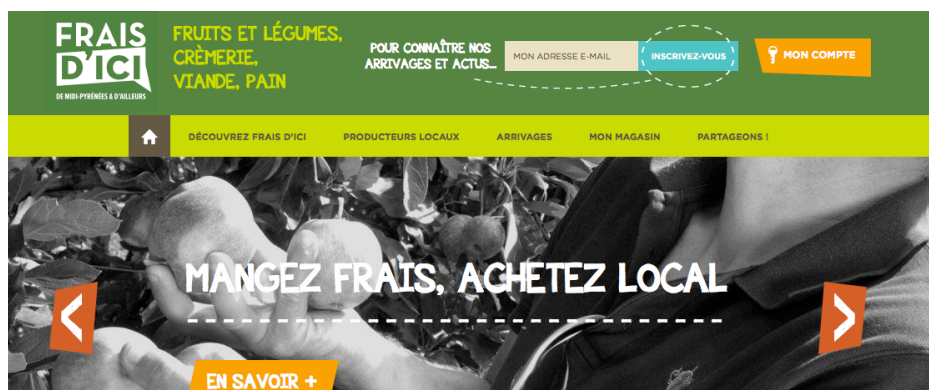 FRAIS
D'ICI
DE MIDI-PYRÉNÉES & D'AILLEURS
FRUITS ET LÉGUMES,
CRÈMERIE,
VIANDE, PAIN
POUR CONNAÎTRE NOS
ARRIVAGES ET ACTUS...
MON ADRESSE E-MAIL
INSCRIVEZ-VOUS
MON COMPTE
DÉCOUVREZ FRAIS D'ICI
PRODUCTEURS LOCAUX
ARRIVAGES
MON MAGASIN
PARTAGEONS !
MANGEZ FRAIS, ACHETEZ LOCAL
EN SAVOIR +